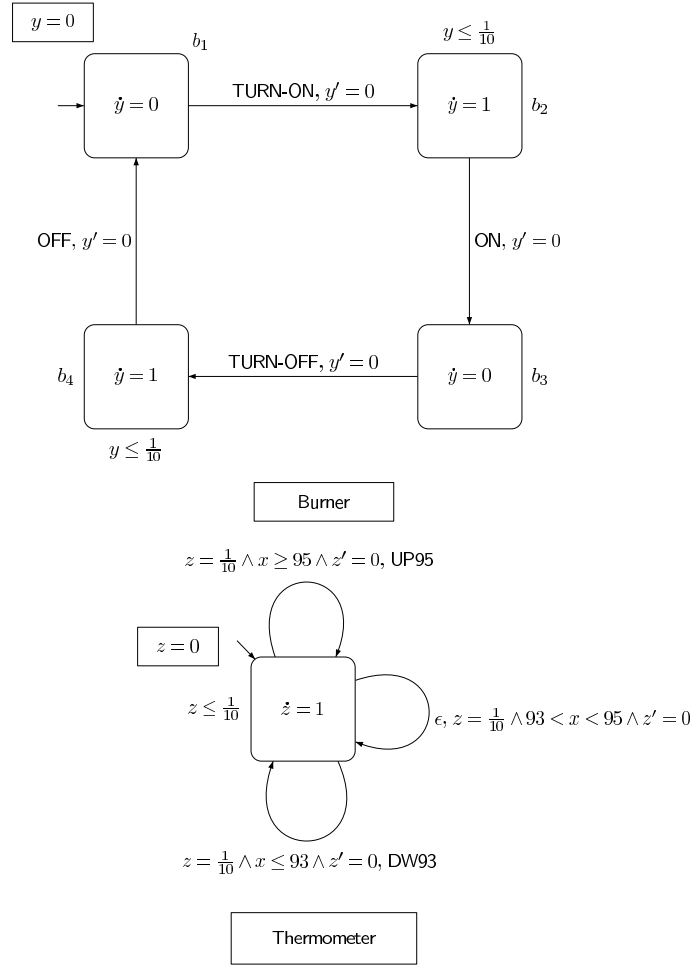 y = 0
b₁
y ≤ 1/10
ẏ = 0
TURN-ON, y′ = 0
ẏ = 1
b₂
OFF, y′ = 0
ON, y′ = 0
b₄
ẏ = 1
TURN-OFF, y′ = 0
ẏ = 0
b₃
y ≤ 1/10
Burner
z = 1/10 ∧ x ≥ 95 ∧ z′ = 0, UP95
z = 0
z ≤ 1/10
ż = 1
ϵ, z = 1/10 ∧ 93 < x < 95 ∧ z′ = 0
z = 1/10 ∧ x ≤ 93 ∧ z′ = 0, DW93
Thermometer